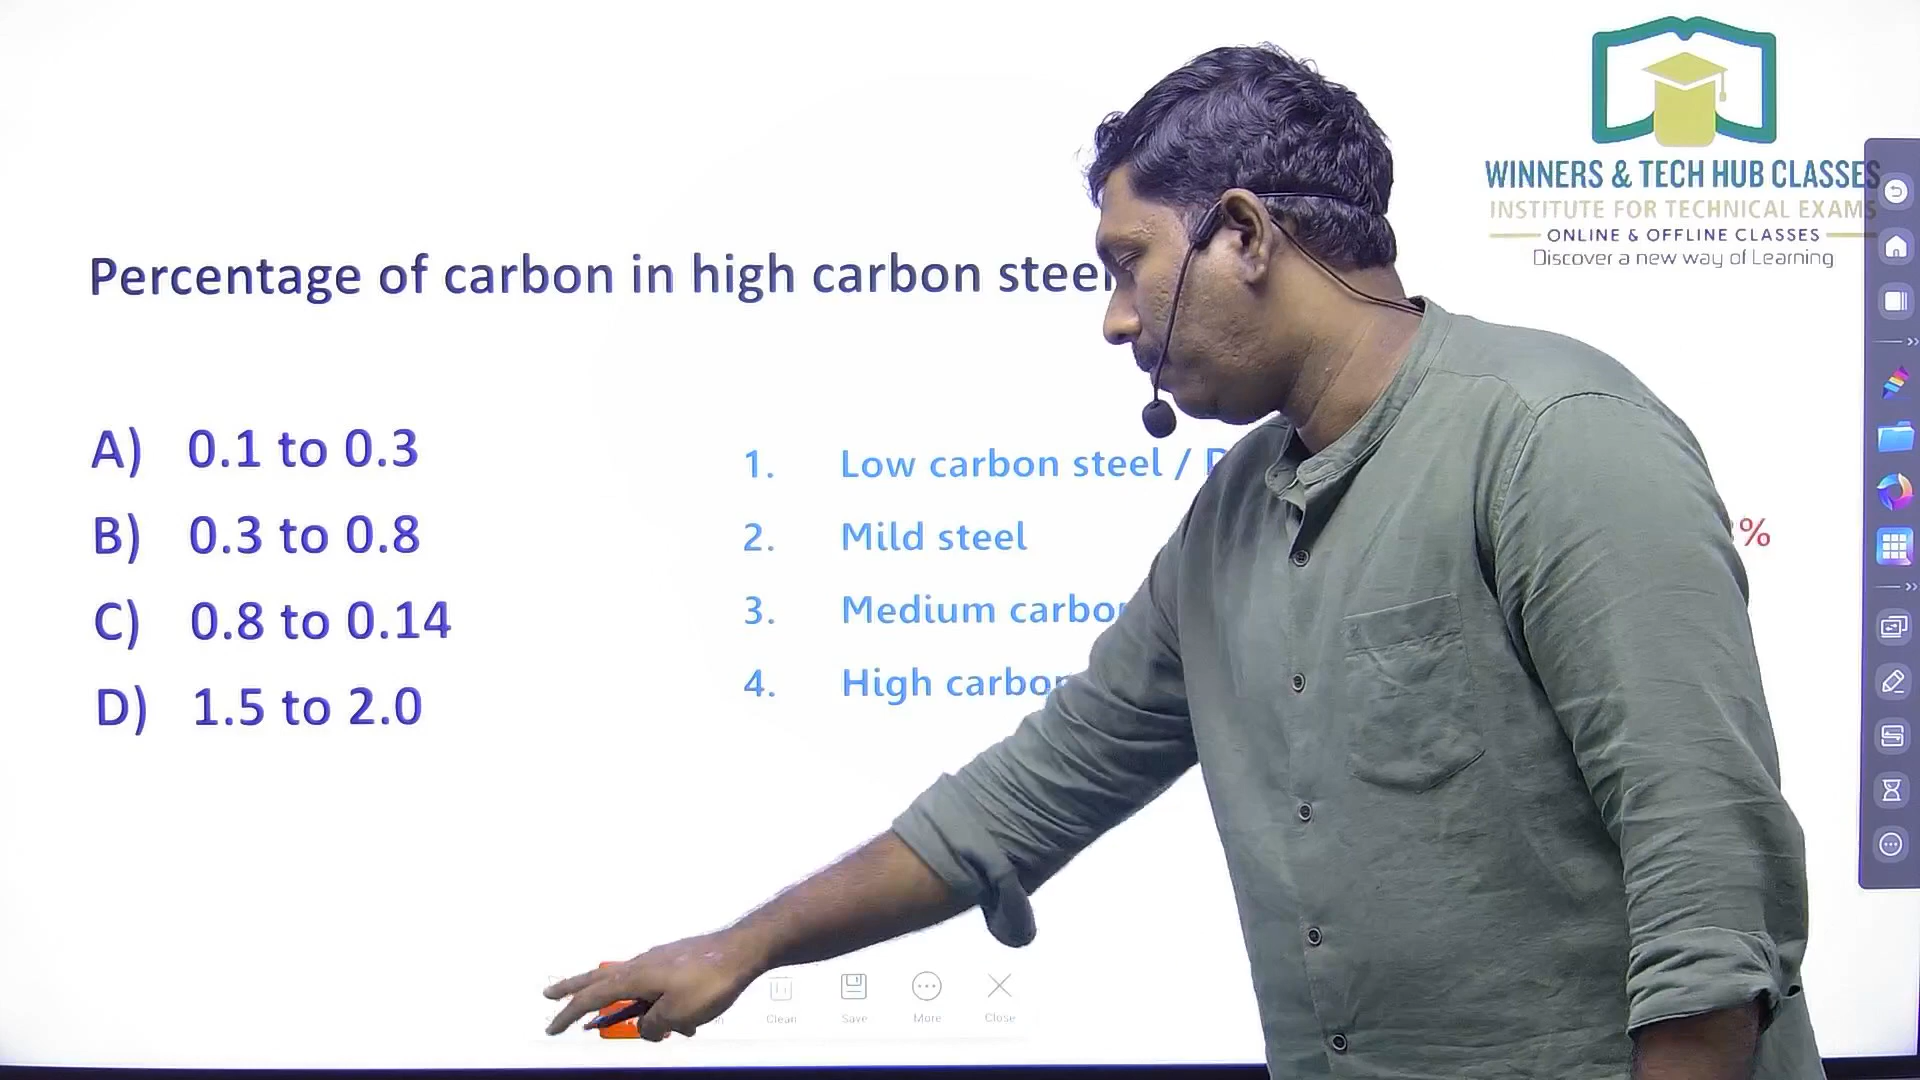 WINNERS & TECH HUB CLASSES
INSTITUTE FOR TECHNICAL EXAMS
ONLINE & OFFLINE CLASSES
Discover a new way of Learning
Percentage of carbon in high carbon steel
A) 0.1 to 0.3
B) 0.3 to 0.8
C) 0.8 to 0.14
D) 1.5 to 2.0
1. Low carbon steel /
2. Mild steel
%
3. Medium carbon
4. High carbon
Clean Save More Close